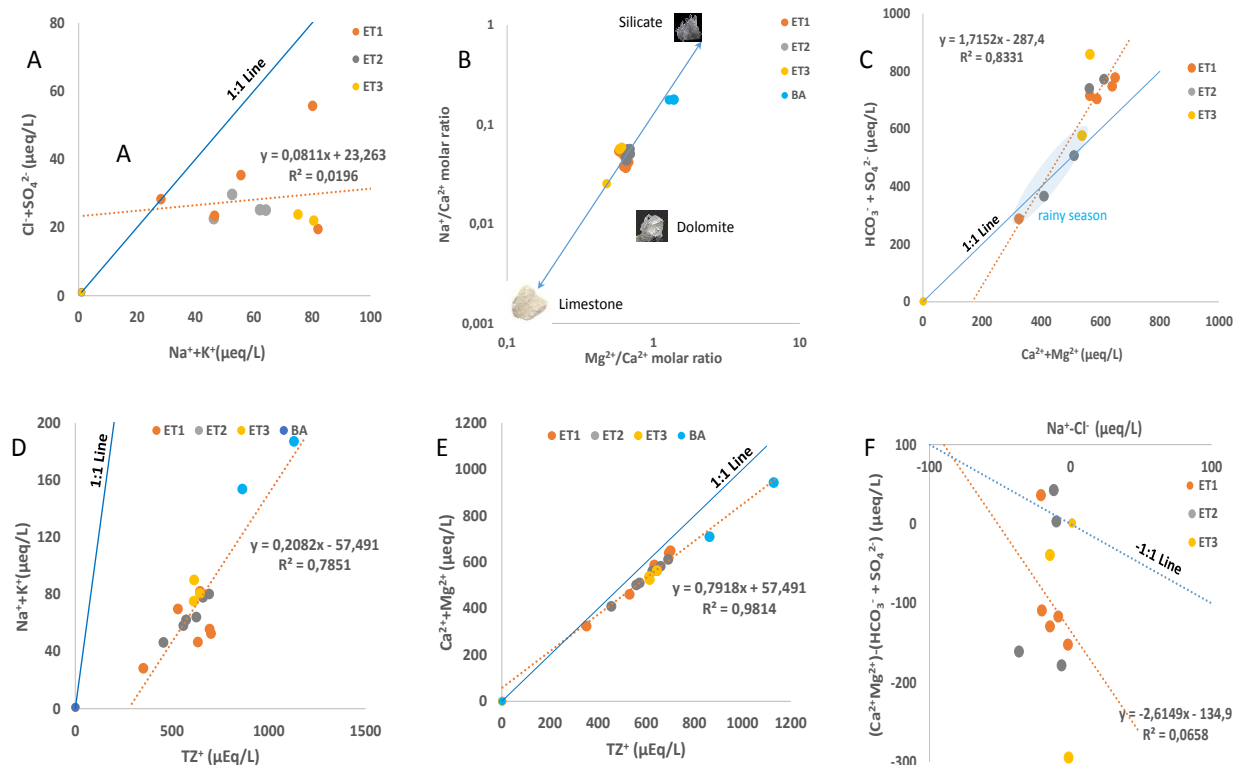 A
80
60
40
20
0
0
20
40
60
80
100
Cl⁻+SO₄²⁻ (µeq/L)
Na⁺+K⁺(µeq/L)
1:1 Line
A
y = 0,0811x + 23,263
R² = 0,0196
ET1
ET2
ET3
B
1
0,1
0,01
0,001
0,1
1
10
Na⁺/Ca²⁺ molar ratio
Mg²⁺/Ca²⁺ molar ratio
Silicate
Dolomite
Limestone
ET1
ET2
ET3
BA
C
1000
800
600
400
200
0
0
200
400
600
800
1000
HCO₃⁻ + SO₄²⁻ (µeq/L)
Ca²⁺+Mg²⁺ (µeq/L)
y = 1,7152x - 287,4
R² = 0,8331
1:1 Line
rainy season
ET1
ET2
ET3
D
200
160
120
80
40
0
0
500
1000
1500
Na⁺+K⁺(µeq/L)
TZ⁺ (µEq/L)
1:1 Line
ET1
ET2
ET3
BA
y = 0,2082x - 57,491
R² = 0,7851
E
1200
1000
800
600
400
200
0
0
200
400
600
800
1000
1200
Ca²⁺+Mg²⁺ (µeq/L)
TZ⁺ (µEq/L)
ET1
ET2
ET3
BA
1:1 Line
y = 0,7918x + 57,491
R² = 0,9814
Na⁺-Cl⁻ (µeq/L)
F
100
0
-100
-200
-300
-100
0
100
(Ca²⁺Mg²⁺)-(HCO₃⁻ + SO₄²⁻) (µeq/L)
ET1
ET2
ET3
-1:1 Line
y = -2,6149x - 134,9
R² = 0,0658